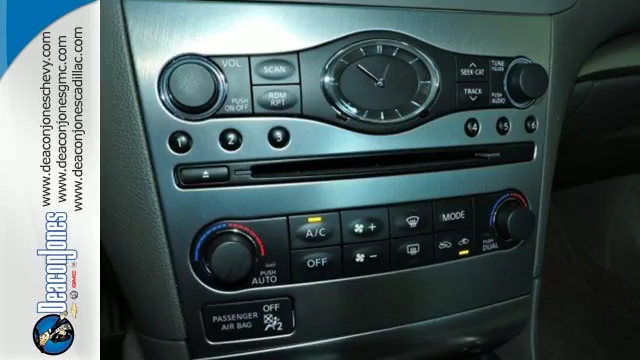 www.deaconjoneschevy.com
www.deaconjonesgmc.com
www.deaconjonescadillac.com
DeaconJones
GMC
VOL
PUSH
ON·OFF
SCAN
RDM
RPT
SEEK·CAT
TRACK
TUNE
PUSH
AUDIO
1
2
3
4
5
6
PUSH
AUTO
A/C
OFF
MODE
PUSH
DUAL
PASSENGER
AIR BAG
OFF
2